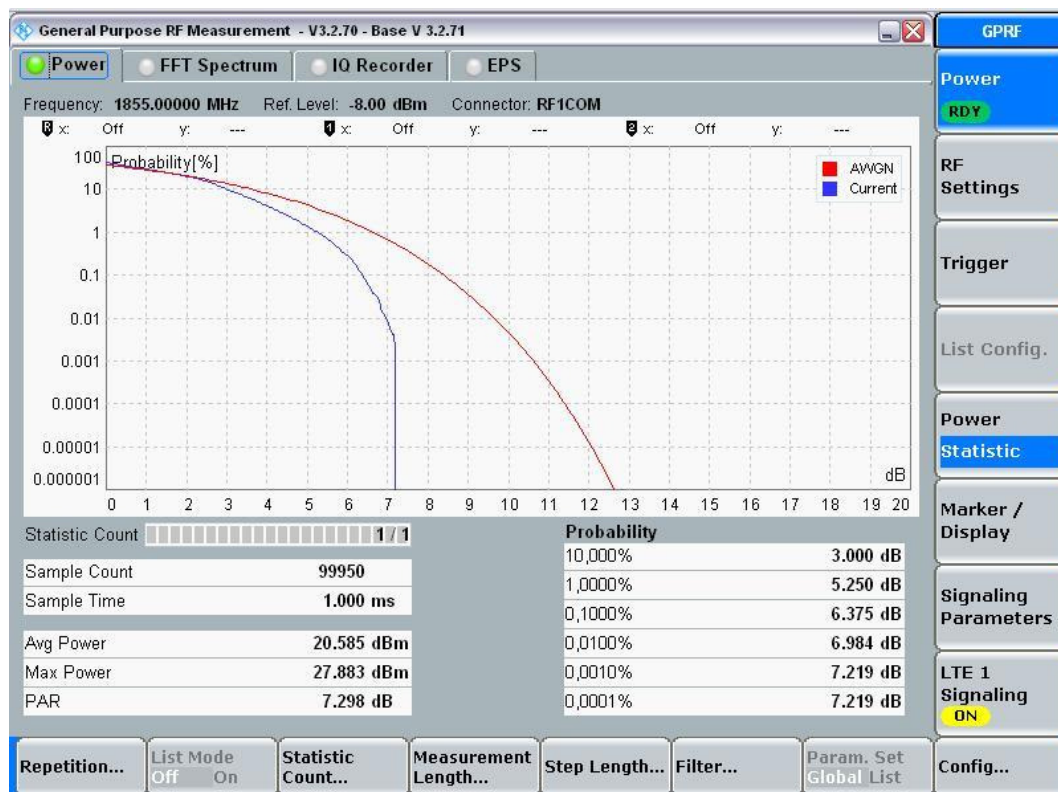 General Purpose RF Measurement - V3.2.70 - Base V 3.2.71
GPRF
Power FFT Spectrum IQ Recorder EPS
Frequency: 1855.00000 MHz Ref. Level: -8.00 dBm Connector: RF1COM
R x: Off y: --- 1 x: Off y: --- 2 x: Off y: ---
Probability[%]
AWGN
Current
100
10
1
0.1
0.01
0.001
0.0001
0.00001
0.000001
dB
0 1 2 3 4 5 6 7 8 9 10 11 12 13 14 15 16 17 18 19 20
Statistic Count 1 / 1
Sample Count 99950
Sample Time 1.000 ms
Avg Power 20.585 dBm
Max Power 27.883 dBm
PAR 7.298 dB
Probability
10,000% 3.000 dB
1,0000% 5.250 dB
0,1000% 6.375 dB
0,0100% 6.984 dB
0,0010% 7.219 dB
0,0001% 7.219 dB
Power
RDY
RF
Settings
Trigger
List Config.
Power
Statistic
Marker /
Display
Signaling
Parameters
LTE 1
Signaling
ON
Repetition...
List Mode
Off On
Statistic
Count...
Measurement
Length...
Step Length...
Filter...
Param. Set
Global List
Config...